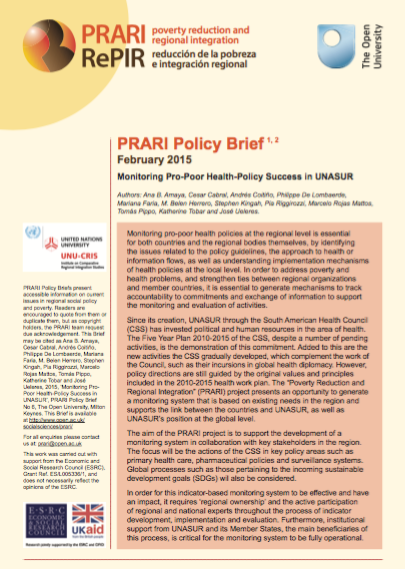 PRARI poverty reduction and
regional integration
RePIR reducción de la pobreza
e integración regional
The Open
University
PRARI Policy Brief 1, 2
February 2015
Monitoring Pro-Poor Health-Policy Success in UNASUR
Authors: Ana B. Amaya, Cesar Cabral, Andrés Coitiño, Philippe De Lombaerde,
Mariana Faria, M. Belen Herrero, Stephen Kingah, Pia Riggirozzi, Marcelo Rojas Mattos,
Tomás Pippo, Katherine Tobar and José Ueleres.
UNITED NATIONS
UNIVERSITY
UNU-CRIS
Institute on Comparative
Regional Integration Studies
PRARI Policy Briefs present
accessible information on current
issues in regional social policy
and poverty. Readers are
encouraged to quote from them or
duplicate them, but as copyright
holders, the PRARI team request
due acknowledgement. This Brief
may be cited as Ana B. Amaya,
Cesar Cabral, Andrés Coitiño,
Philippe De Lombaerde, Mariana
Faria, M. Belen Herrero, Stephen
Kingah, Pia Riggirozzi, Marcelo
Rojas Mattos, Tomás Pippo,
Katherine Tobar and José
Ueleres, 2015, 'Monitoring Pro-
Poor Health-Policy Success in
UNASUR', PRARI Policy Brief
No 6, The Open University, Milton
Keynes. This Brief is available
at http://www.open.ac.uk/
socialsciences/prari/
For all enquiries please contact
us at: prari@open.ac.uk
This work was carried out with
support from the Economic and
Social Research Council (ESRC),
Grant Ref. ES/L005336/1, and
does not necessarily reflect the
opinions of the ESRC.
E·S·R·C
ECONOMIC
& SOCIAL
RESEARCH
COUNCIL
UKaid
from the British people
Research jointly supported by the ESRC and DFID
Monitoring pro-poor health policies at the regional level is essential
for both countries and the regional bodies themselves, by identifying
the issues related to the policy guidelines, the approach to health or
information flows, as well as understanding implementation mechanisms
of health policies at the local level. In order to address poverty and
health problems, and strengthen ties between regional organizations
and member countries, it is essential to generate mechanisms to track
accountability to commitments and exchange of information to support
the monitoring and evaluation of activities.
Since its creation, UNASUR through the South American Health Council
(CSS) has invested political and human resources in the area of health.
The Five Year Plan 2010-2015 of the CSS, despite a number of pending
activities, is the demonstration of this commitment. Added to this are the
new activities the CSS gradually developed, which complement the work of
the Council, such as their incursions in global health diplomacy. However,
policy directions are still guided by the original values and principles
included in the 2010-2015 health work plan. The "Poverty Reduction and
Regional Integration" (PRARI) project presents an opportunity to generate
a monitoring system that is based on existing needs in the region and
supports the link between the countries and UNASUR, as well as
UNASUR's position at the global level.
The aim of the PRARI project is to support the development of a
monitoring system in collaboration with key stakeholders in the region.
The focus will be the actions of the CSS in key policy areas such as
primary health care, pharmaceutical policies and surveillance systems.
Global processes such as those pertaining to the incoming sustainable
development goals (SDGs) wil also be considered.
In order for this indicator-based monitoring system to be effective and have
an impact, it requires 'regional ownership' and the active participation
of regional and national experts throughout the process of indicator
development, implementation and evaluation. Furthermore, institutional
support from UNASUR and its Member States, the main beneficiaries of
this process, is critical for the monitoring system to be fully operational.